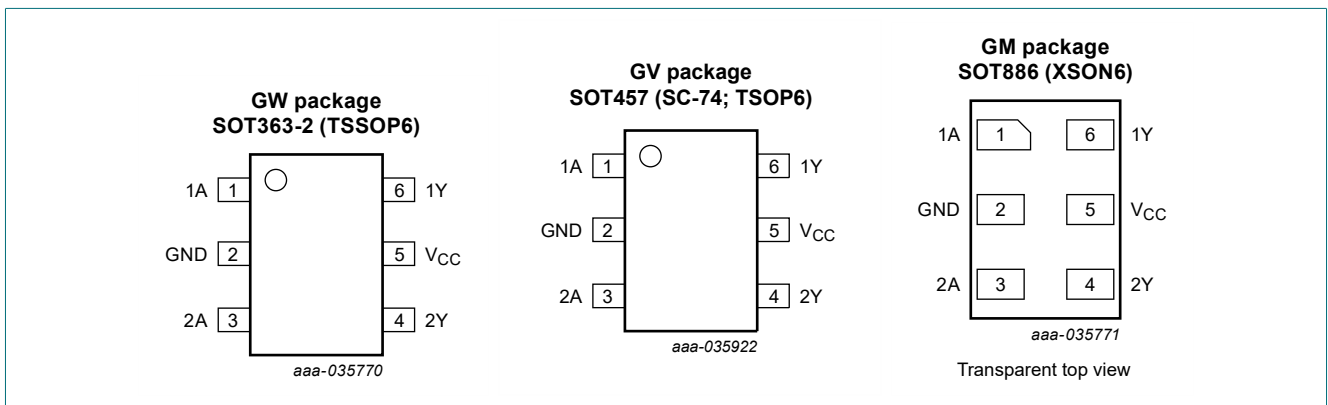 GW package
SOT363-2 (TSSOP6)
1A 1 6 1Y
GND 2 5 VCC
2A 3 4 2Y
aaa-035770
GV package
SOT457 (SC-74; TSOP6)
1A 1 6 1Y
GND 2 5 VCC
2A 3 4 2Y
aaa-035922
GM package
SOT886 (XSON6)
1A 1 6 1Y
GND 2 5 VCC
2A 3 4 2Y
aaa-035771
Transparent top view